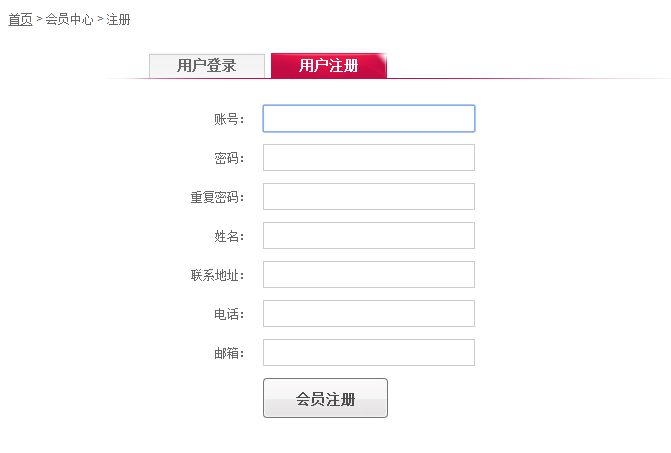 首页 > 会员中心 > 注册
用户登录 用户注册
账号：
密码：
重复密码：
姓名：
联系地址：
电话：
邮箱：
会员注册